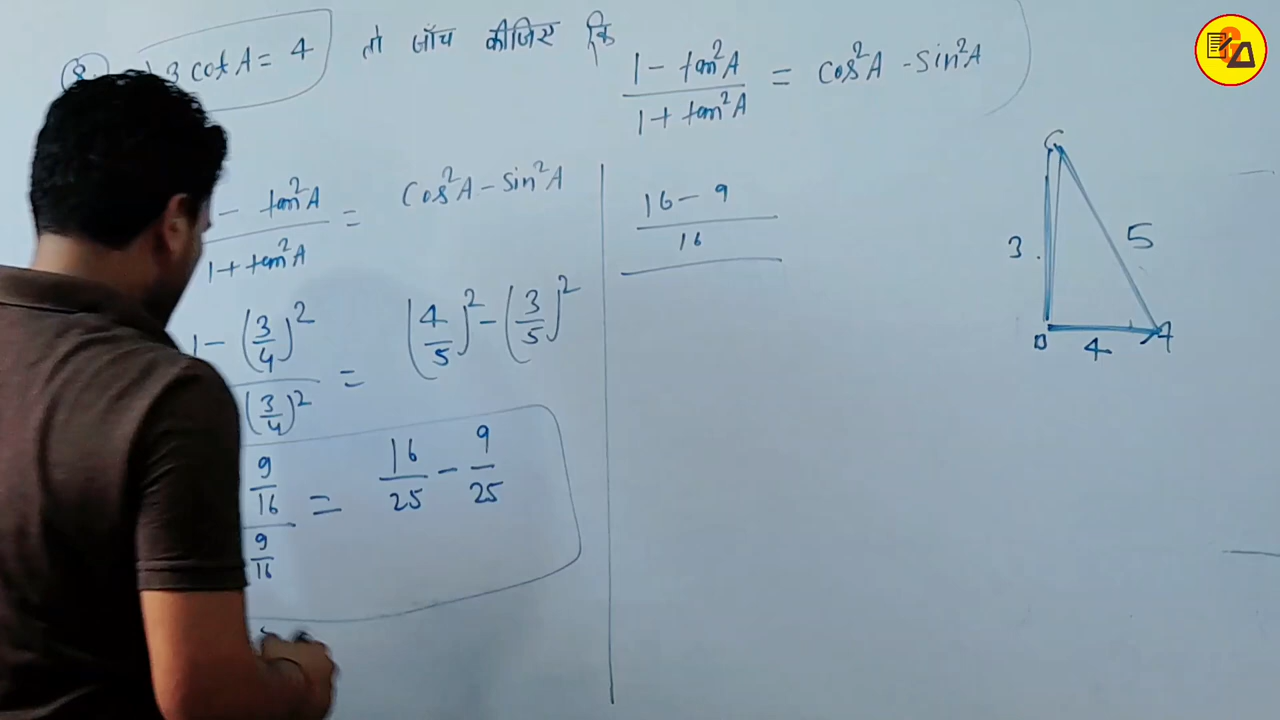 8. 3 cot A = 4 तो जाँच कीजिए कि (1 - tan²A)/(1 + tan²A) = cos²A - sin²A
- tan²A / 1 + tan²A = Cos²A - Sin²A
1 - (3/4)² / (3/4)² = (4/5)² - (3/5)²
9/16 / 9/16 = 16/25 - 9/25
16 - 9 / 16
C
3
5
B
4
A